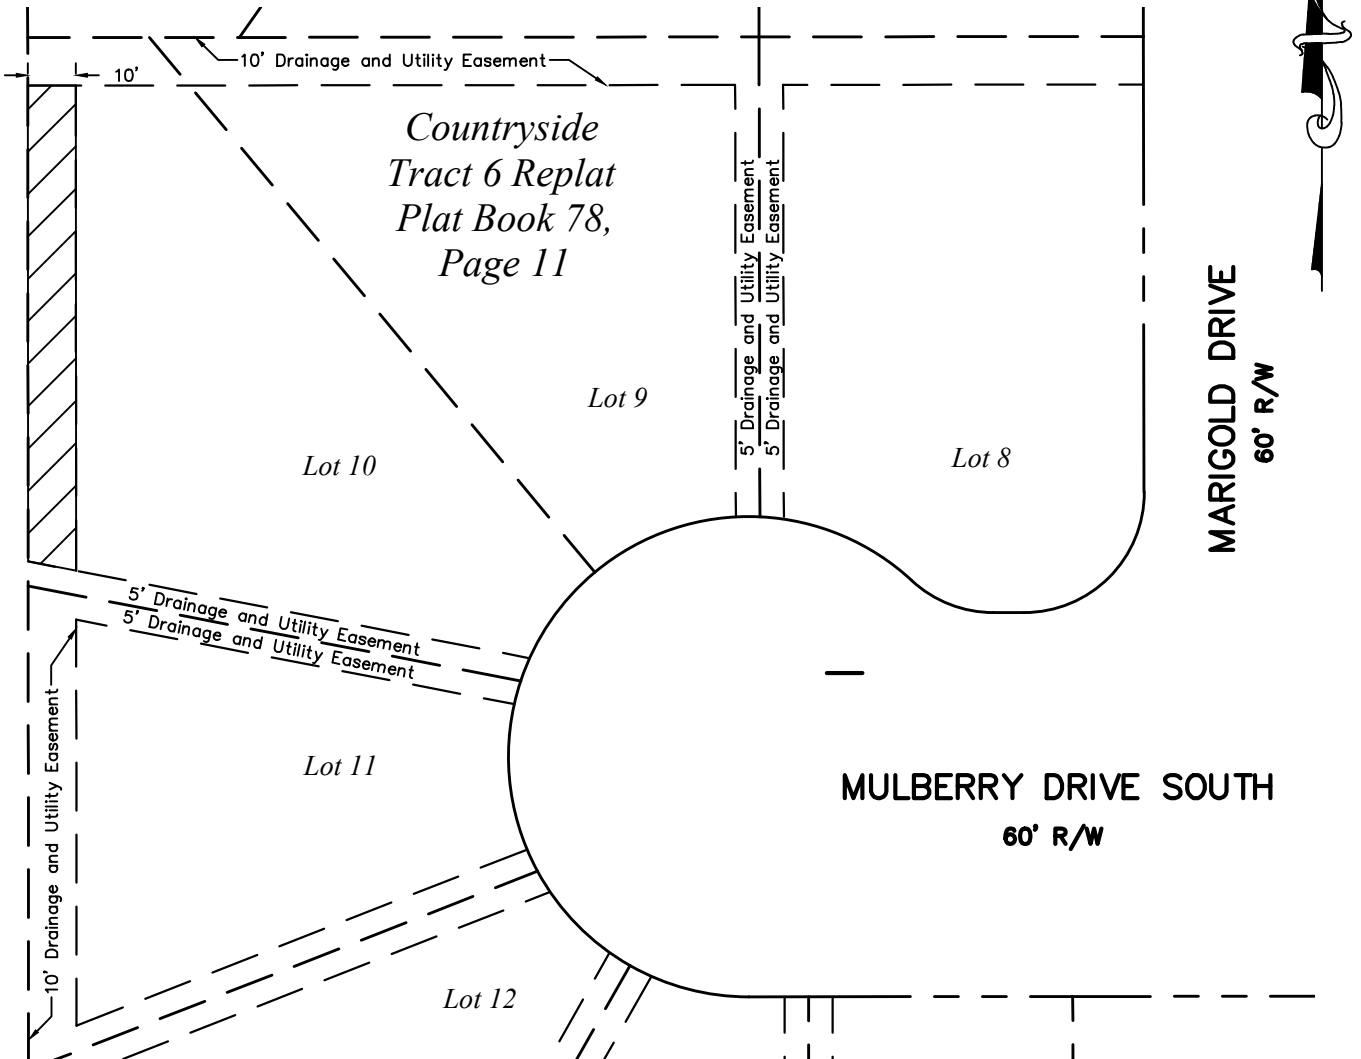 10' Drainage and Utility Easement
10'
Countryside
Tract 6 Replat
Plat Book 78,
Page 11
5' Drainage and Utility Easement
5' Drainage and Utility Easement
Lot 9
Lot 10
Lot 8
MARIGOLD DRIVE
60' R/W
5' Drainage and Utility Easement
5' Drainage and Utility Easement
10' Drainage and Utility Easement
Lot 11
MULBERRY DRIVE SOUTH
60' R/W
Lot 12